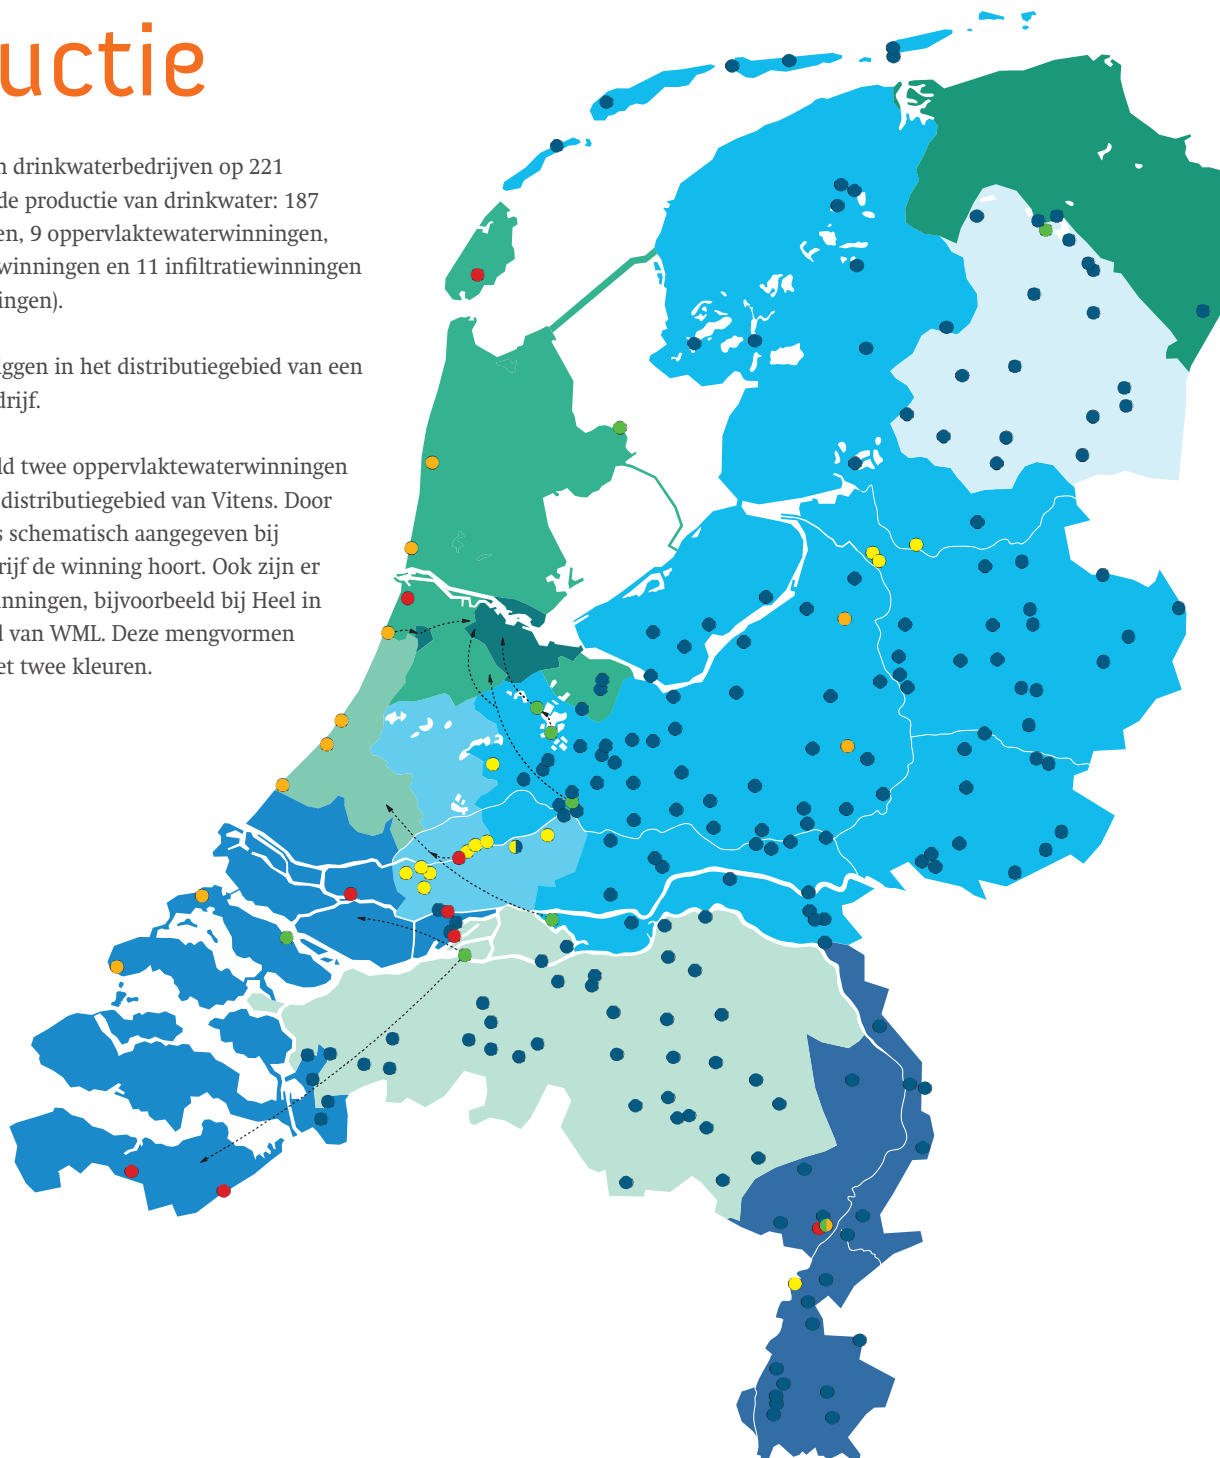 uctie
n drinkwaterbedrijven op 221
de productie van drinkwater: 187
en, 9 oppervlaktewaterwinningen,
winningen en 11 infiltratiewinningen
ingen).
ggen in het distributiegebied van een
drijf.
ld twee oppervlaktewaterwinningen
distributiegebied van Vitens. Door
s schematisch aangegeven bij
rijf de winning hoort. Ook zijn er
nningen, bijvoorbeeld bij Heel in
l van WML. Deze mengvormen
et twee kleuren.